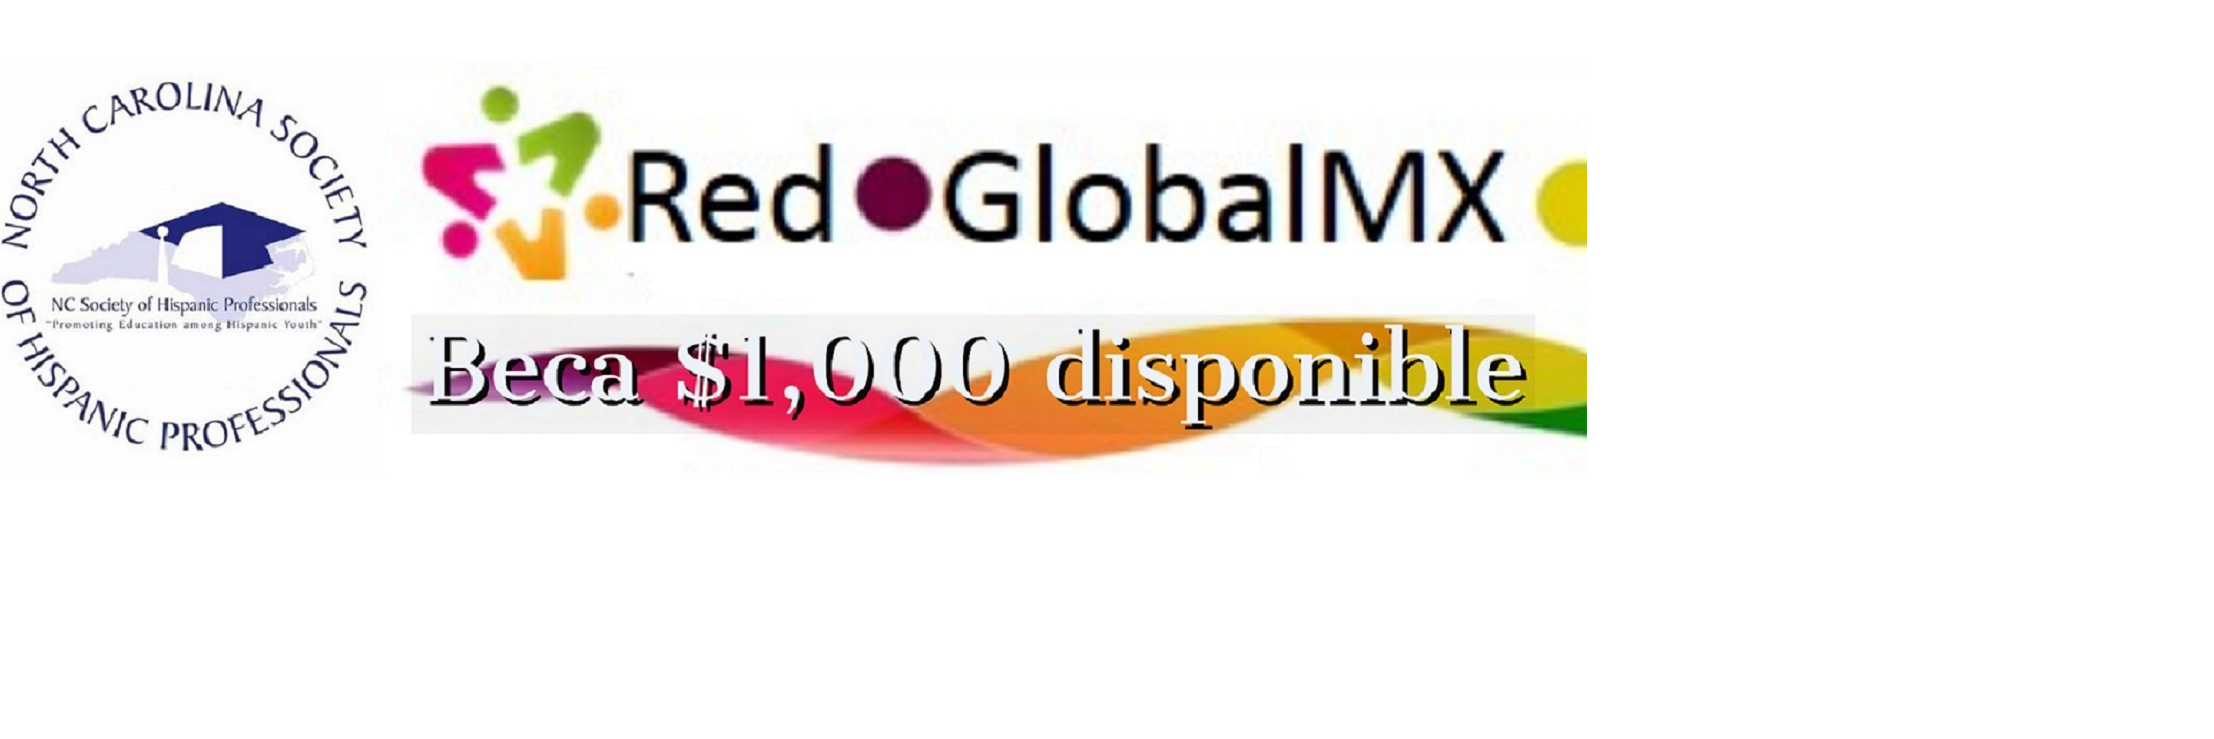 NORTH CAROLINA SOCIETY
OF HISPANIC PROFESSIONALS
NC Society of Hispanic Professionals
"Promoting Education among Hispanic Youth"
Red GlobalMX
Beca $1,000 disponible